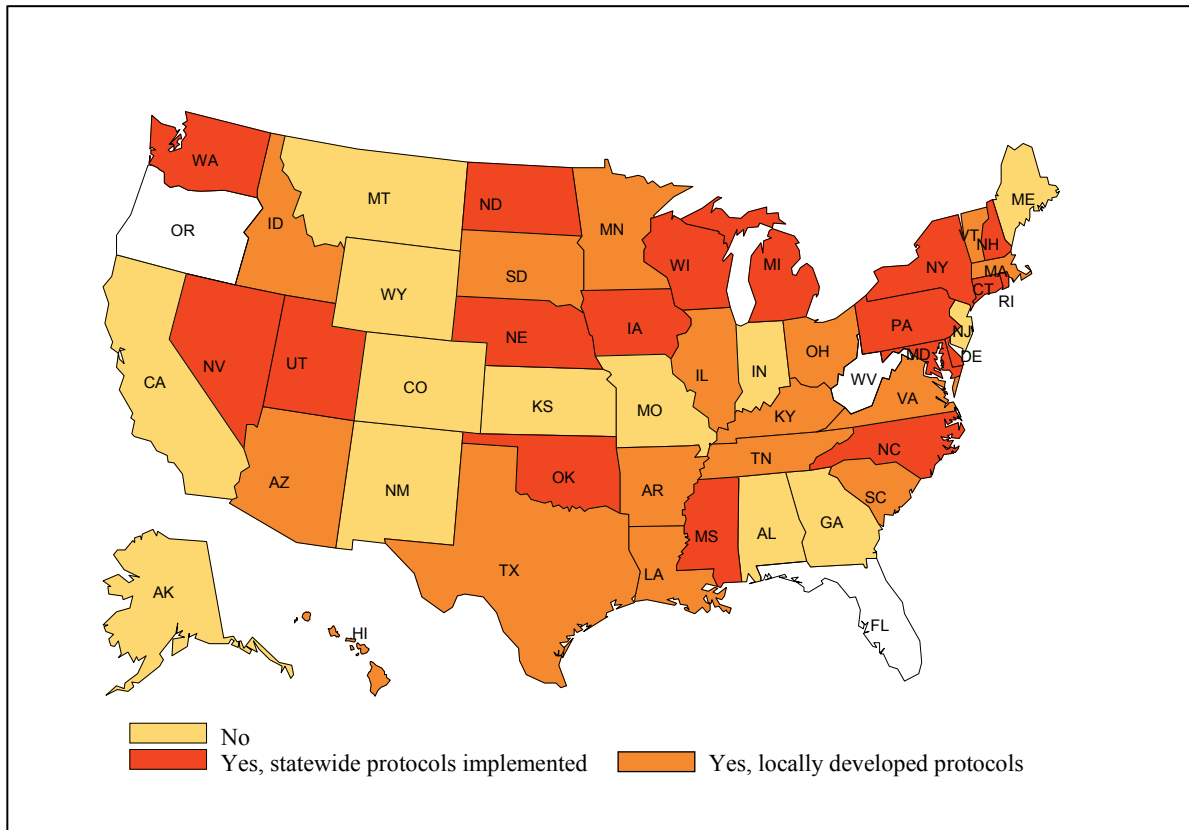 WA
MT
ND
MN
ME
OR
ID
SD
WI
MI
VT
NH
NY
MA
CT
RI
WY
NE
IA
PA
NJ
NV
UT
CO
IL
IN
OH
MD
DE
WV
CA
KS
MO
KY
VA
AZ
NM
OK
AR
TN
NC
SC
MS
AL
GA
TX
LA
AK
HI
FL
No
Yes, statewide protocols implemented
Yes, locally developed protocols